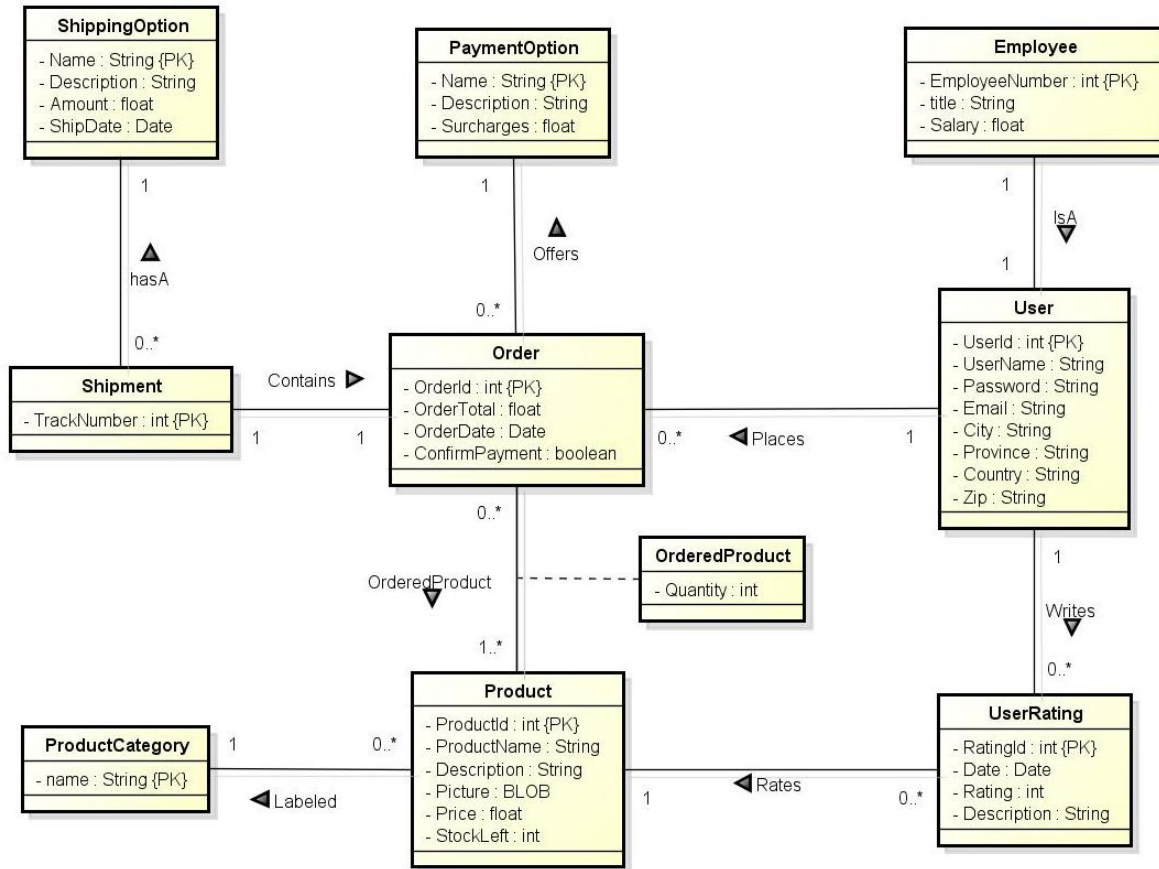 ShippingOption
- Name : String {PK}
- Description : String
- Amount : float
- ShipDate : Date
PaymentOption
- Name : String {PK}
- Description : String
- Surcharges : float
Employee
- EmployeeNumber : int {PK}
- title : String
- Salary : float
1
hasA
0..*
1
Offers
0..*
1
IsA
1
Shipment
- TrackNumber : int {PK}
Contains
1
1
Order
- OrderId : int {PK}
- OrderTotal : float
- OrderDate : Date
- ConfirmPayment : boolean
0..*
Places
1
User
- UserId : int {PK}
- UserName : String
- Password : String
- Email : String
- City : String
- Province : String
- Country : String
- Zip : String
0..*
OrderedProduct
1..*
OrderedProduct
- Quantity : int
1
Writes
0..*
ProductCategory
- name : String {PK}
1
0..*
Labeled
Product
- ProductId : int {PK}
- ProductName : String
- Description : String
- Picture : BLOB
- Price : float
- StockLeft : int
1
Rates
0..*
UserRating
- RatingId : int {PK}
- Date : Date
- Rating : int
- Description : String